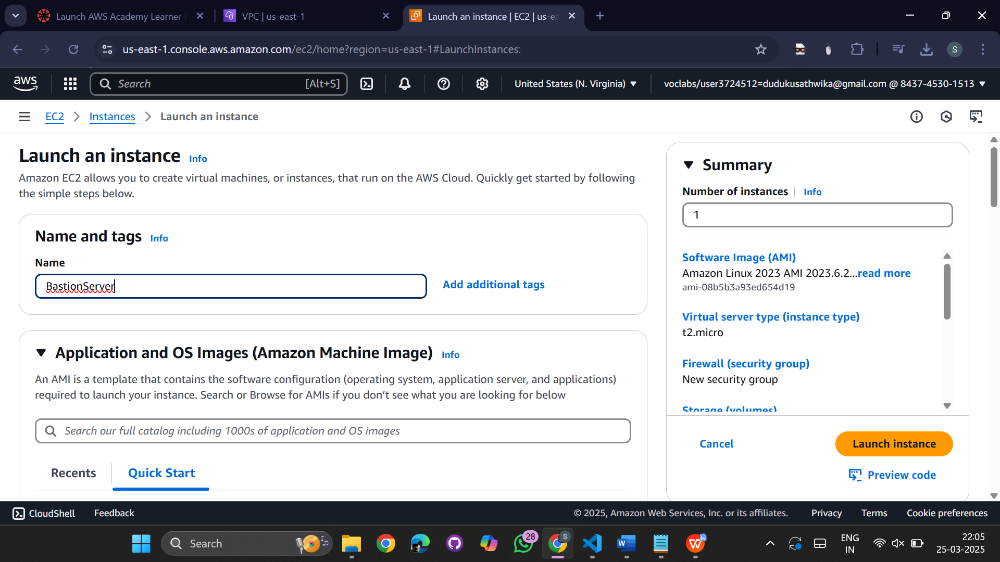 Launch AWS Academy Learner
VPC | us-east-1
Launch an instance | EC2 | us-ea
us-east-1.console.aws.amazon.com/ec2/home?region=us-east-1#LaunchInstances:
S
aws
Search
[Alt+S]
United States (N. Virginia)
voclabs/user3724512=dudukusathwika@gmail.com @ 8437-4530-1513
EC2
Instances
Launch an instance
Launch an instance Info
Amazon EC2 allows you to create virtual machines, or instances, that run on the AWS Cloud. Quickly get started by following
the simple steps below.
Name and tags Info
Name
BastionServer
Add additional tags
Application and OS Images (Amazon Machine Image) Info
An AMI is a template that contains the software configuration (operating system, application server, and applications)
required to launch your instance. Search or Browse for AMIs if you don’t see what you are looking for below
Search our full catalog including 1000s of application and OS images
Recents
Quick Start
Summary
Number of instances
Info
1
Software Image (AMI)
Amazon Linux 2023 AMI 2023.6.2...read more
ami-08b5b3a93ed654d19
Virtual server type (instance type)
t2.micro
Firewall (security group)
New security group
Storage (volumes)
Cancel
Launch instance
Preview code
CloudShell
Feedback
© 2025, Amazon Web Services, Inc. or its affiliates.
Privacy
Terms
Cookie preferences
Search
28
S
W
W
ENG
IN
22:05
25-03-2025